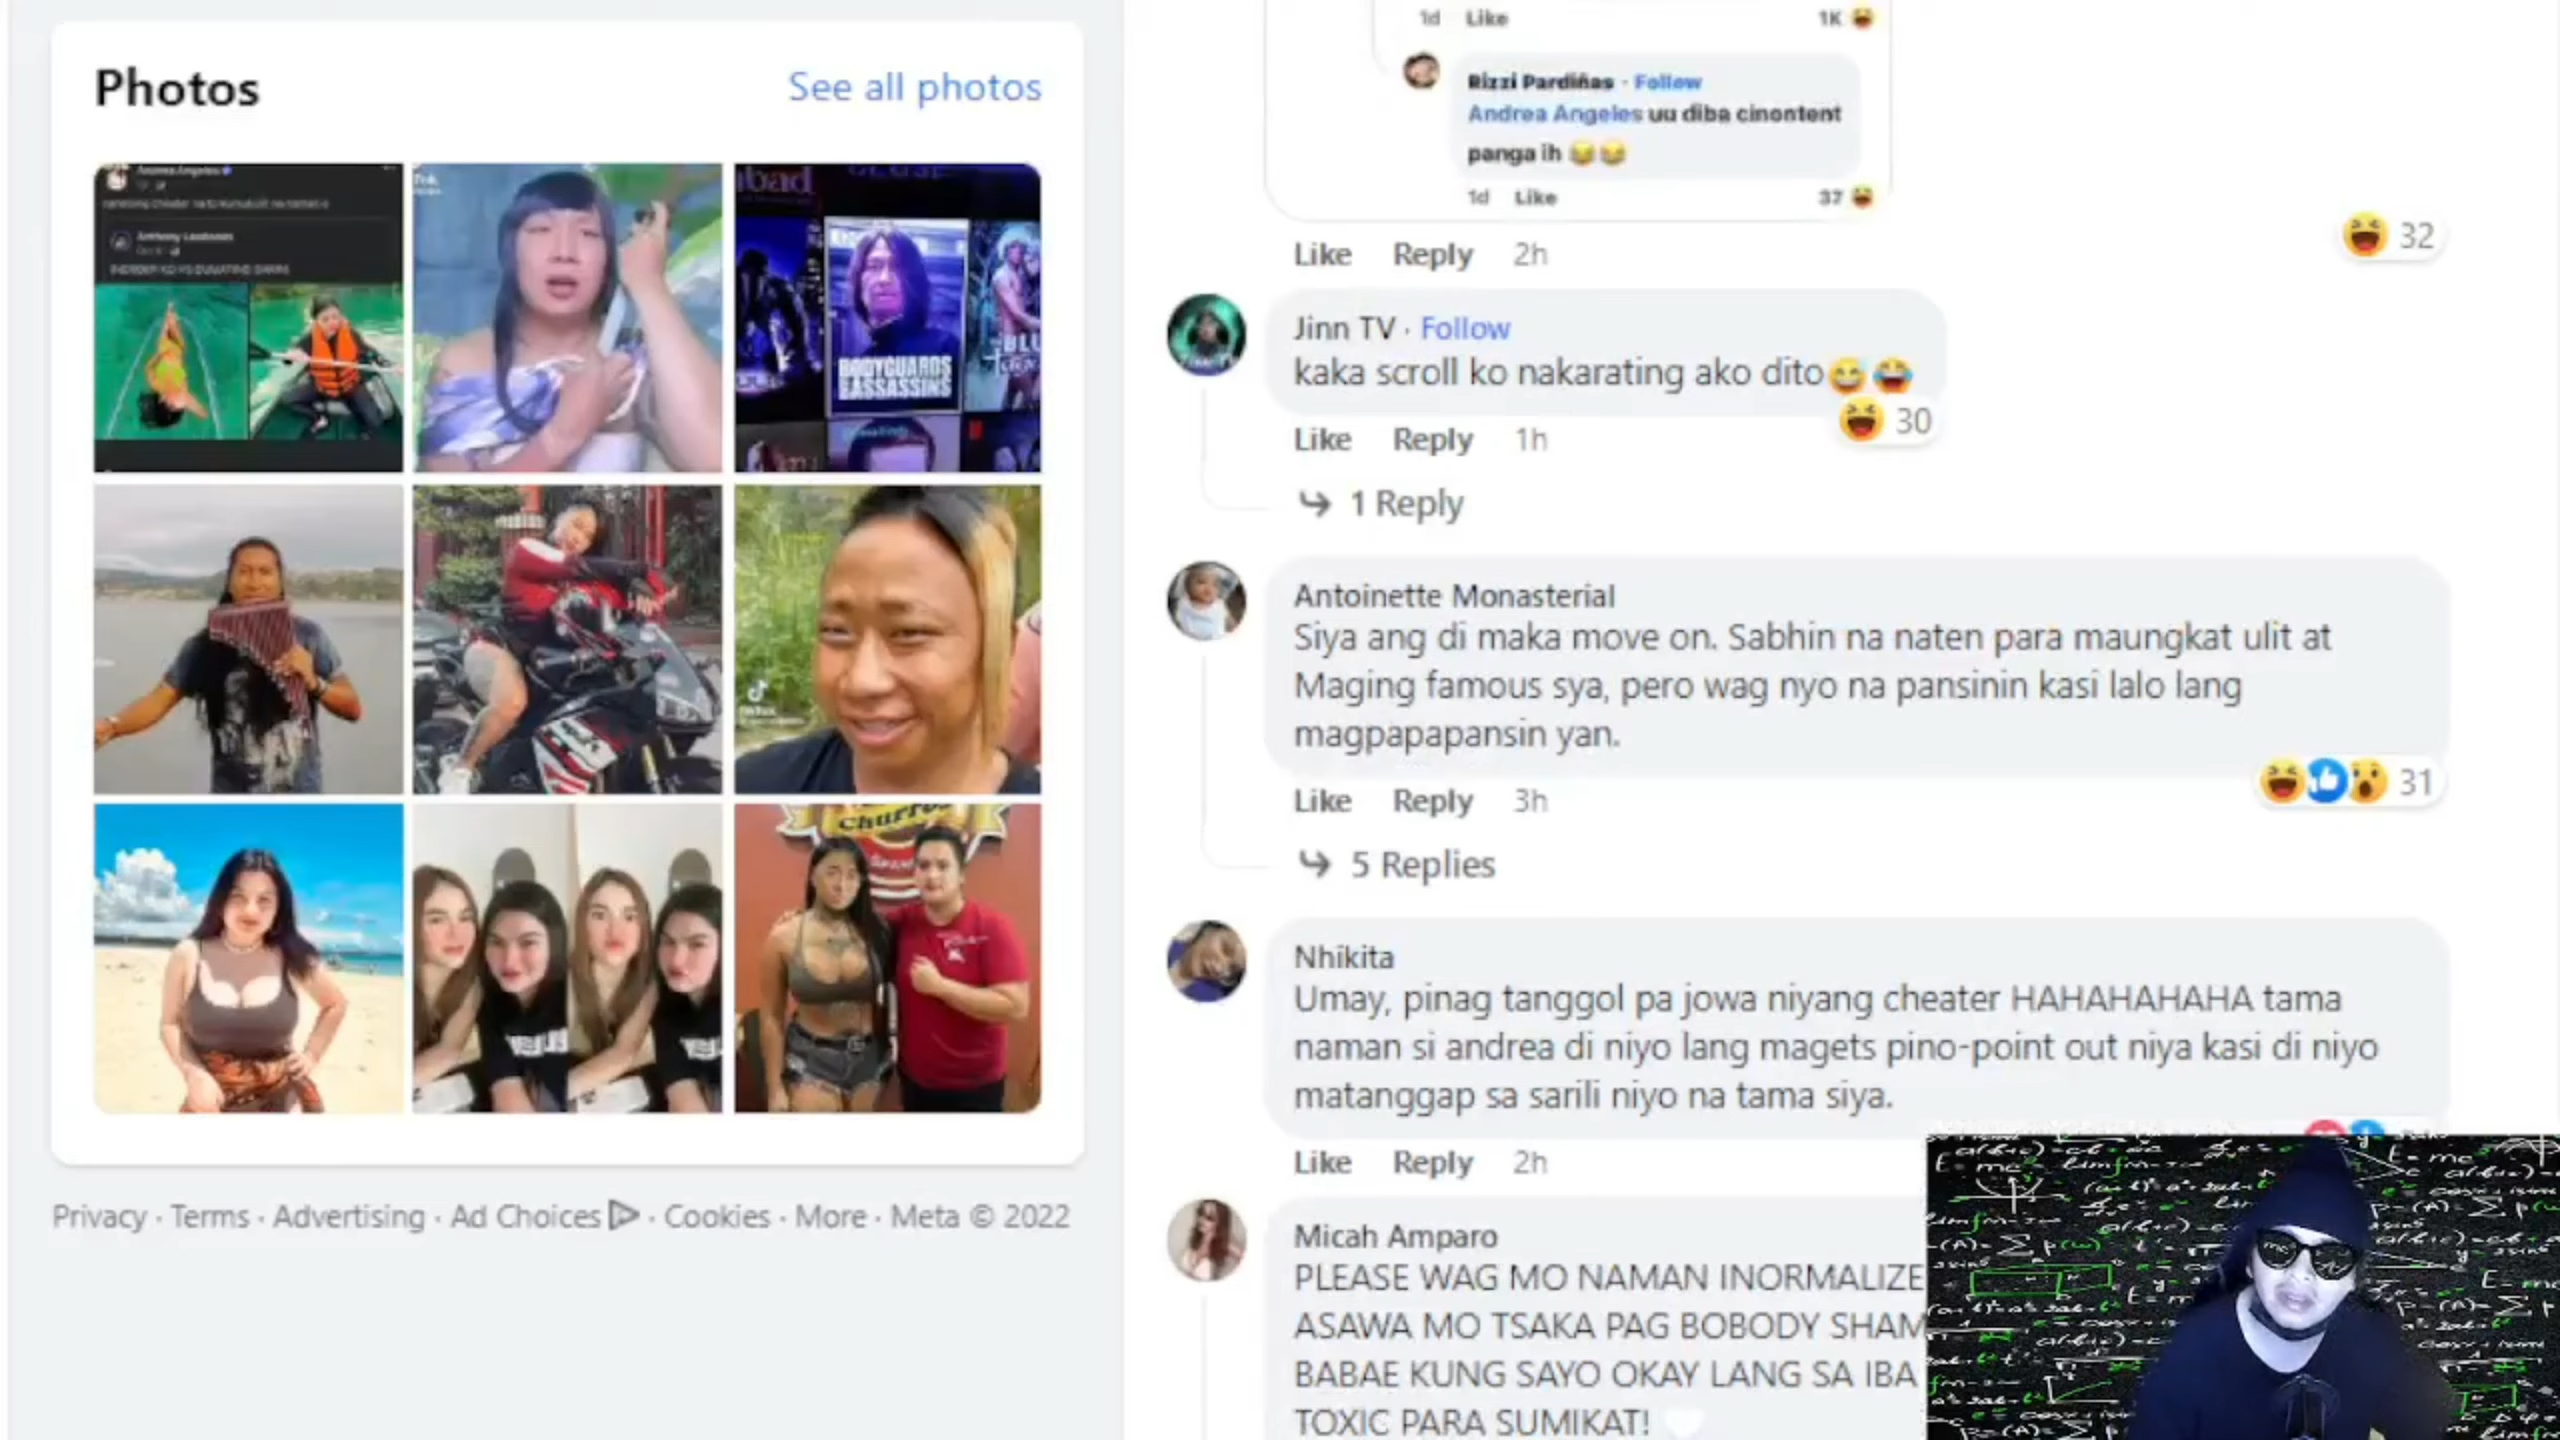 Photos
See all photos
BODYGUARDS
ASSASSINS
Churros
Privacy · Terms · Advertising · Ad Choices · Cookies · More · Meta © 2022
1d Like 1K
Rizzi Pardiñas · Follow
Andrea Angeles uu diba cinontent
panga ih 😂😂
1d Like 37
Like Reply 2h
32
Jinn TV · Follow
kaka scroll ko nakarating ako dito😅😂
30
Like Reply 1h
1 Reply
Antoinette Monasterial
Siya ang di maka move on. Sabhin na naten para maungkat ulit at
Maging famous sya, pero wag nyo na pansinin kasi lalo lang
magpapapansin yan.
31
Like Reply 3h
5 Replies
Nhikita
Umay, pinag tanggol pa jowa niyang cheater HAHAHAHAHA tama
naman si andrea di niyo lang magets pino-point out niya kasi di niyo
matanggap sa sarili niyo na tama siya.
Like Reply 2h
Micah Amparo
PLEASE WAG MO NAMAN INORMALIZE
ASAWA MO TSAKA PAG BOBODY SHAM
BABAE KUNG SAYO OKAY LANG SA IBA
TOXIC PARA SUMIKAT! 🤍